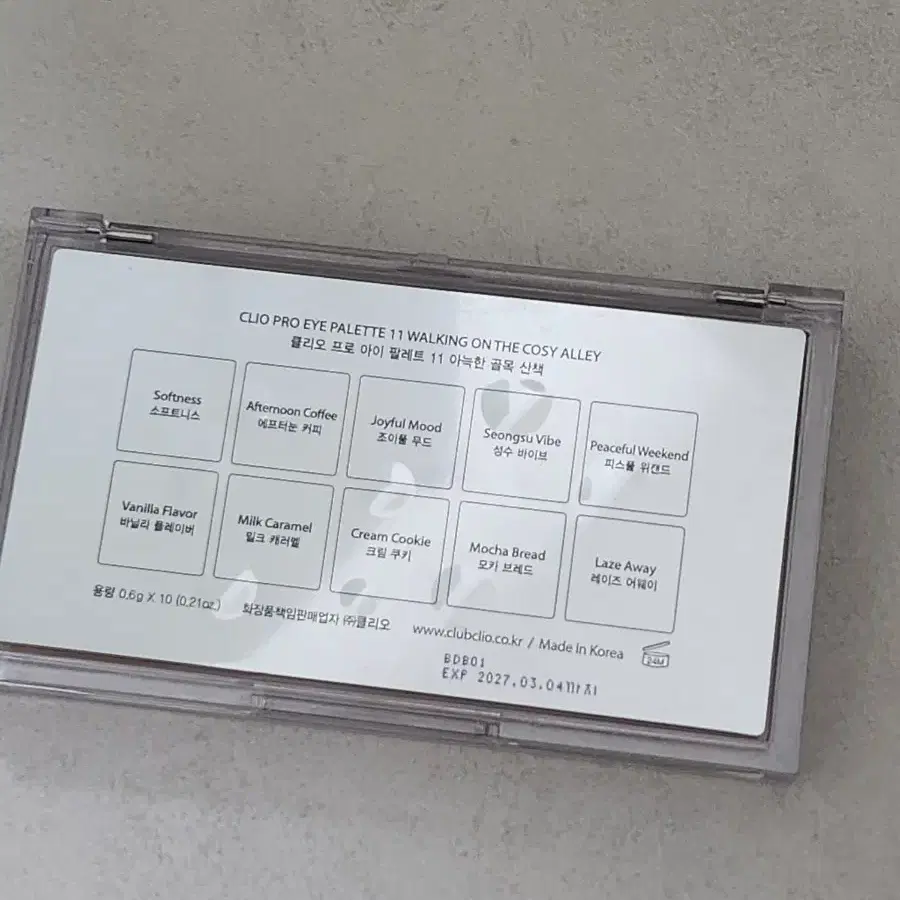 CLIO PRO EYE PALETTE 11 WALKING ON THE COSY ALLEY
클리오 프로 아이 팔레트 11 아늑한 골목 산책
Softness
소프트니스
Afternoon Coffee
에프터눈 커피
Joyful Mood
조이풀 무드
Seongsu Vibe
성수 바이브
Peaceful Weekend
피스풀 위캔드
Vanilla Flavor
바닐라 플레이버
Milk Caramel
밀크 캐러멜
Cream Cookie
크림 쿠키
Mocha Bread
모카 브레드
Laze Away
레이즈 어웨이
용량 0.6g X 10 (0.21oz.) 화장품책임판매업자 ㈜클리오 www.clubclio.co.kr / Made in Korea 24M
BDB01
EXP 2027.03.04까지